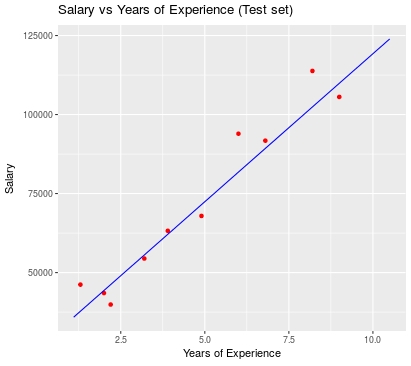 Salary vs Years of Experience (Test set)
125000
100000
75000
50000
Salary
2.5 5.0 7.5 10.0
Years of Experience